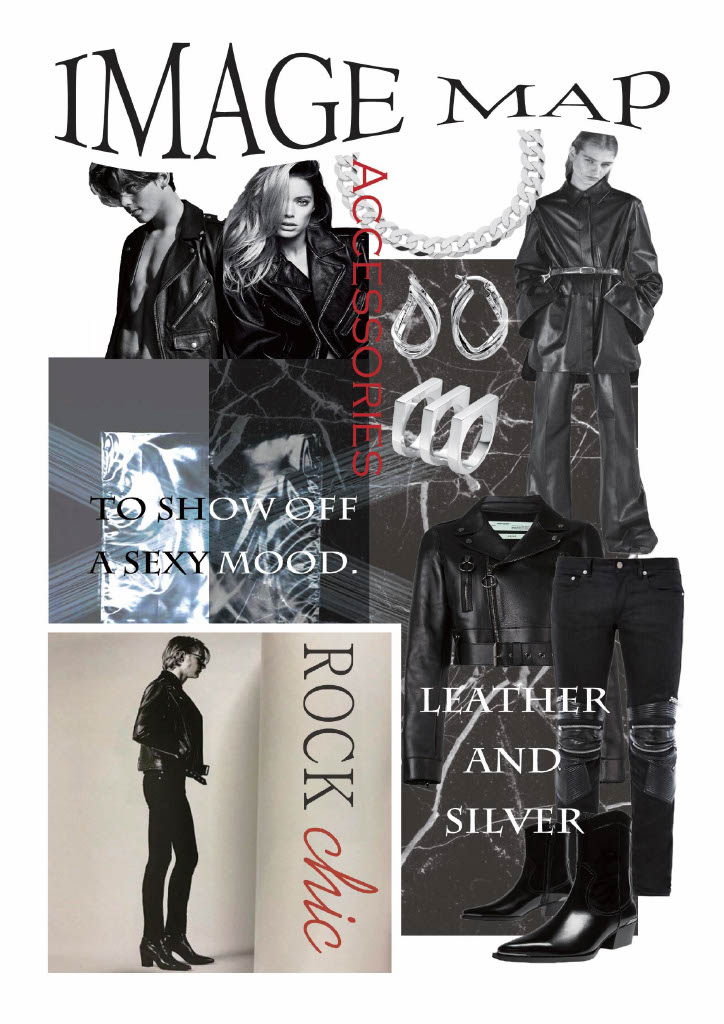 IMAGE MAP
ACCESSORIES
TO SHOW OFF
A SEXY MOOD.
ROCK chic
LEATHER
AND
SILVER